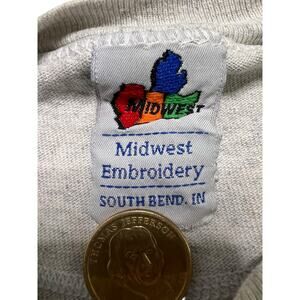 MIDWEST
Midwest
Embroidery
SOUTH BEND, IN
THOMAS JEFFERSON